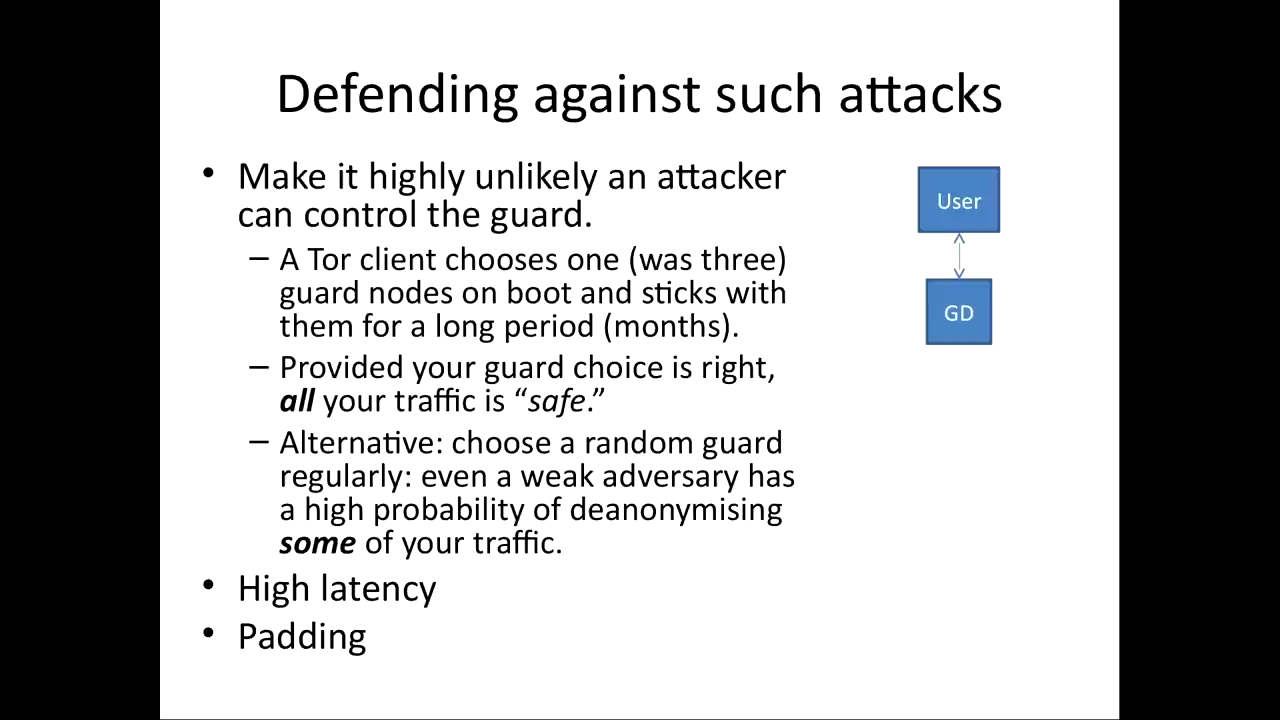 Defending against such attacks
• Make it highly unlikely an attacker
can control the guard.
– A Tor client chooses one (was three)
guard nodes on boot and sticks with
them for a long period (months).
– Provided your guard choice is right,
all your traffic is “safe.”
– Alternative: choose a random guard
regularly: even a weak adversary has
a high probability of deanonymising
some of your traffic.
• High latency
• Padding
User
GD